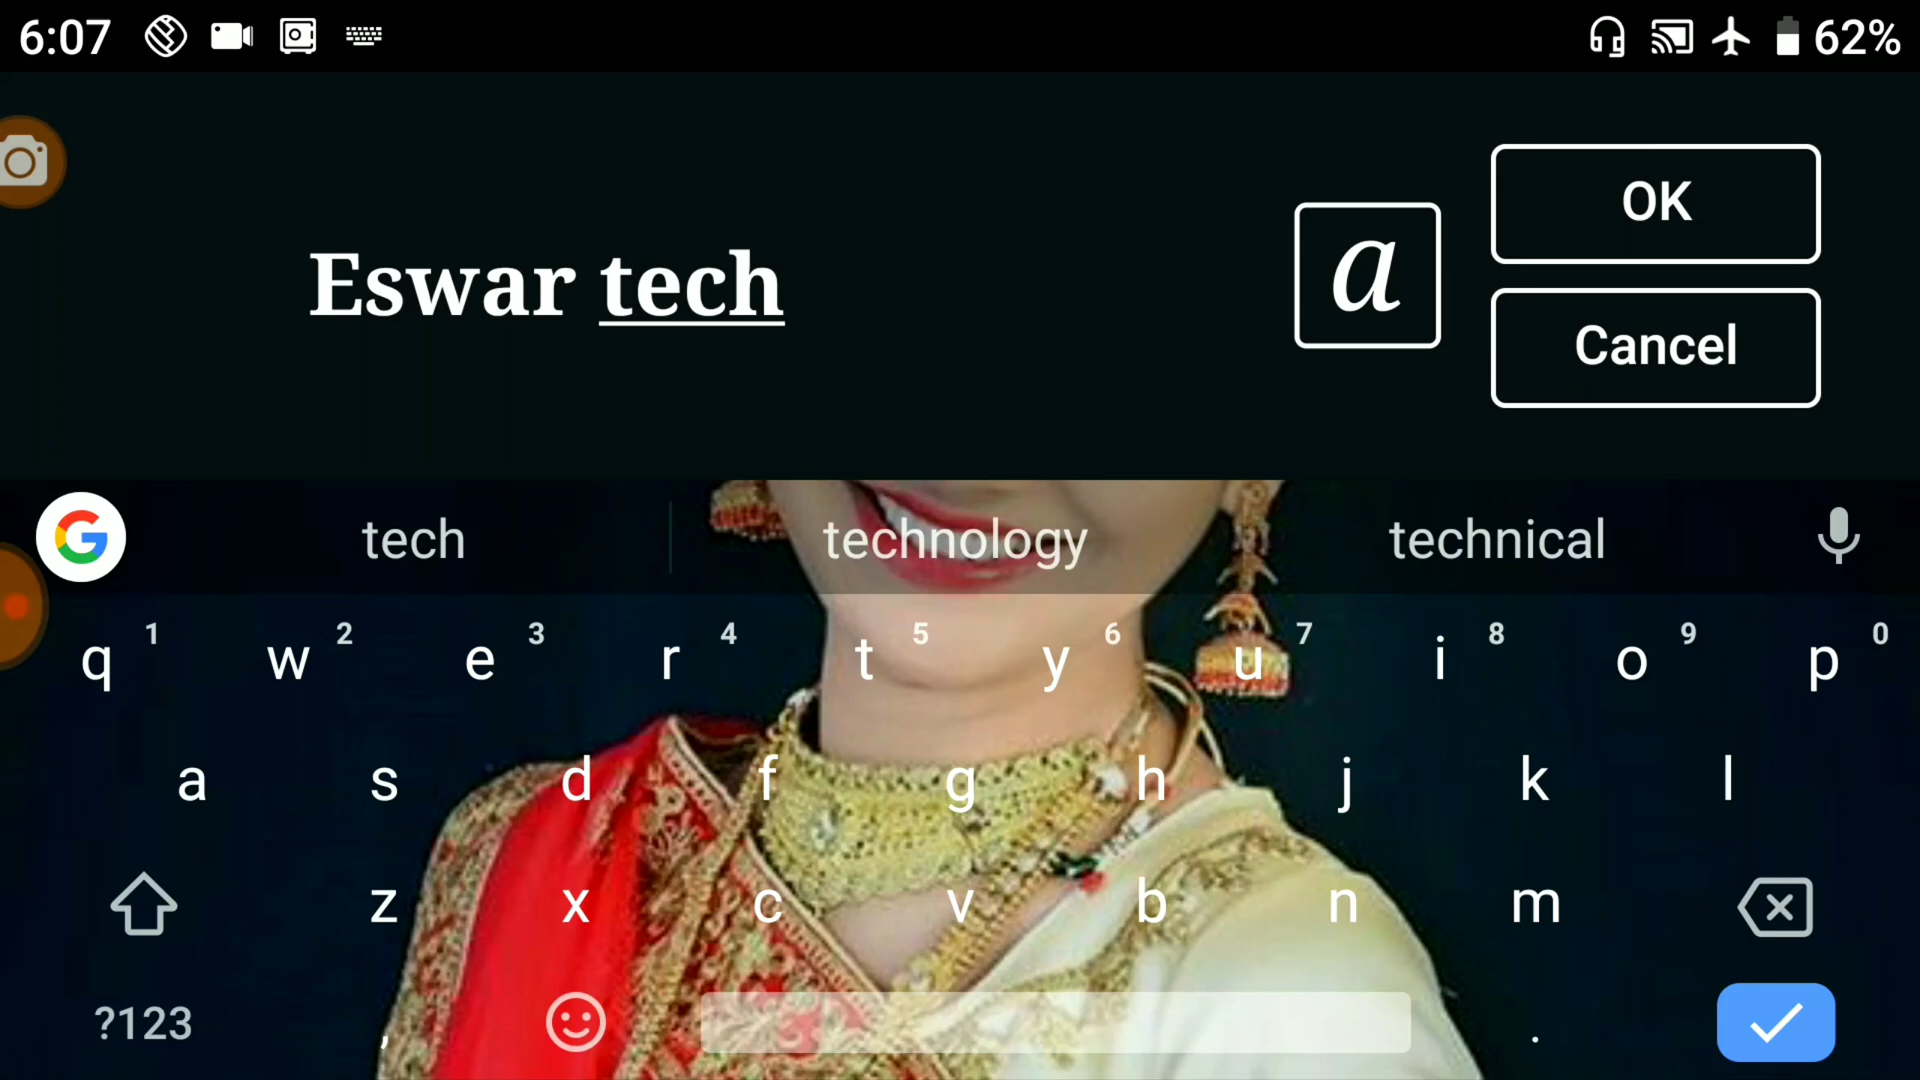 6:07
62%
OK
a
Eswar tech
Cancel
G
tech technology technical
q 1 w 2 e 3 r 4 t 5 y 6 u 7 i 8 o 9 p 0
a s d f g h j k l
z x c v b n m
?123 , .